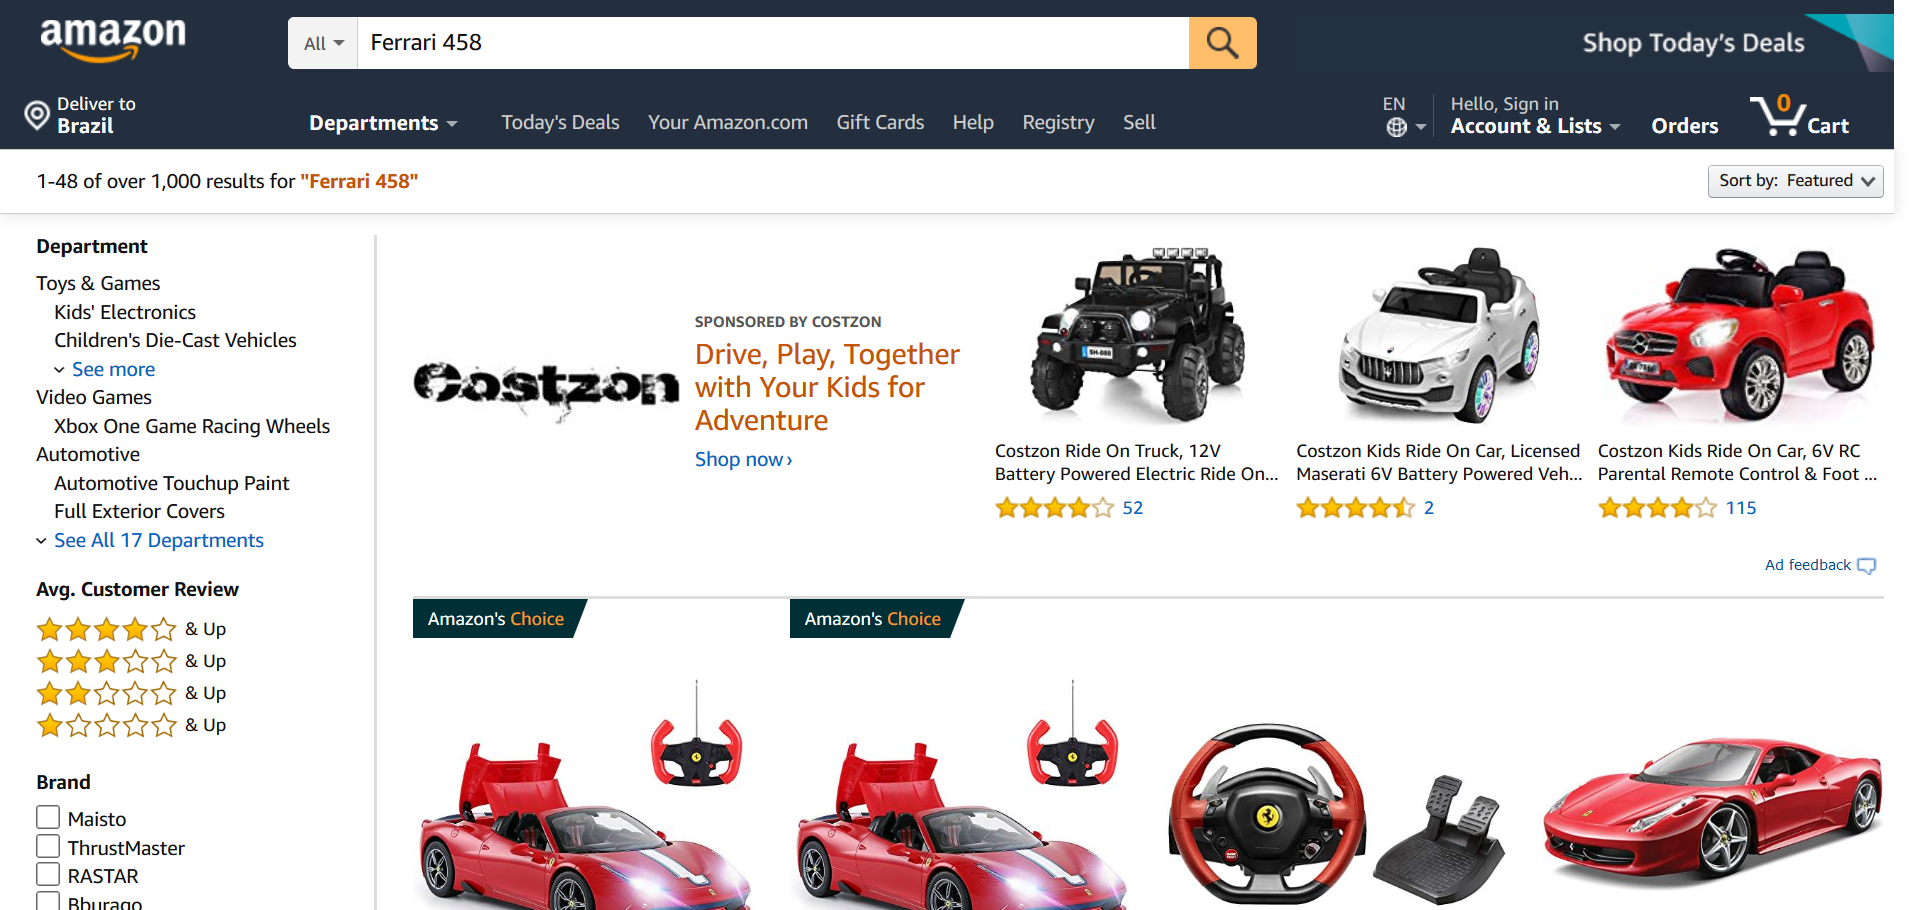 amazon
All
Ferrari 458
Shop Today's Deals
Deliver to
Brazil
Departments
Today's Deals
Your Amazon.com
Gift Cards
Help
Registry
Sell
EN
Hello, Sign in
Account & Lists
Orders
0
Cart
1-48 of over 1,000 results for "Ferrari 458"
Sort by: Featured
Department
Toys & Games
Kids' Electronics
Children's Die-Cast Vehicles
See more
Video Games
Xbox One Game Racing Wheels
Automotive
Automotive Touchup Paint
Full Exterior Covers
See All 17 Departments
Avg. Customer Review
& Up
& Up
& Up
& Up
Brand
Maisto
ThrustMaster
RASTAR
Bburago
Costzon
SPONSORED BY COSTZON
Drive, Play, Together
with Your Kids for
Adventure
Shop now ›
SH-888
Costzon Ride On Truck, 12V
Battery Powered Electric Ride On...
52
Costzon Kids Ride On Car, Licensed
Maserati 6V Battery Powered Veh...
2
Costzon Kids Ride On Car, 6V RC
Parental Remote Control & Foot ...
115
Ad feedback
Amazon's Choice
Amazon's Choice